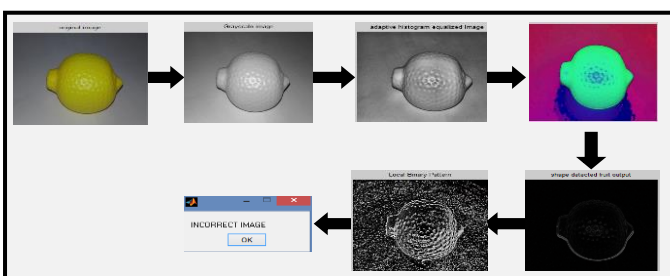 original image
Grayscale image
adaptive histogram equalized image
shape detected fruit output
Local Binary Pattern
INCORRECT IMAGE
OK